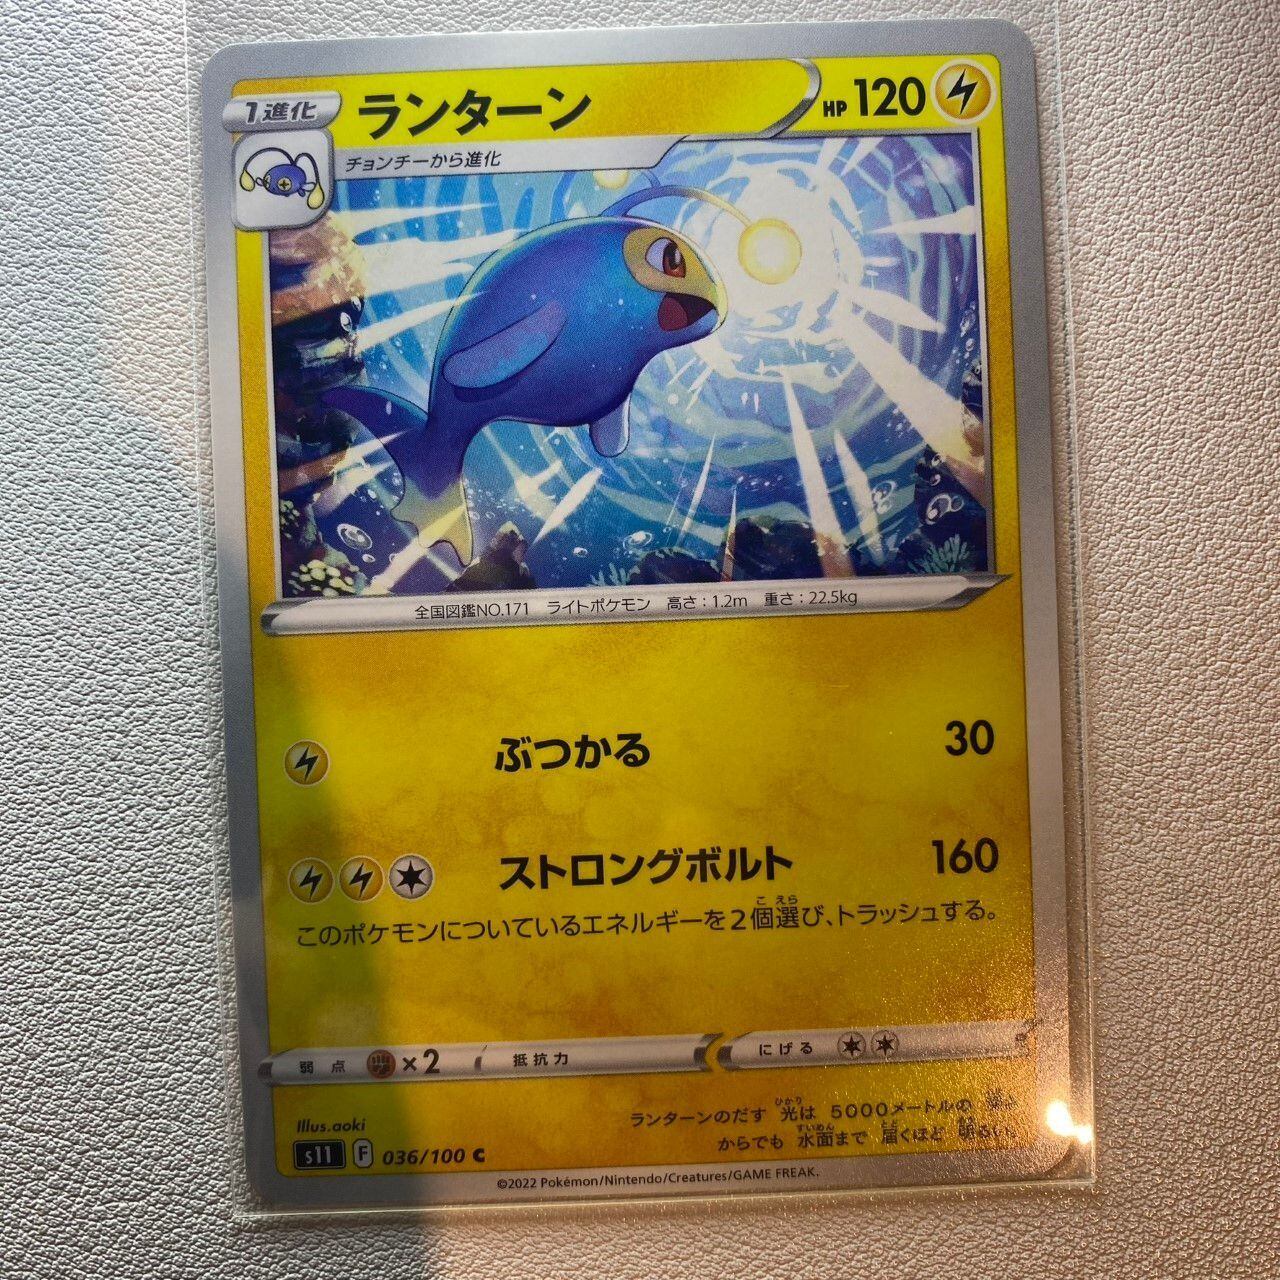 1進化
ランターン
HP 120
チョンチーから進化
全国図鑑NO.171 ライトポケモン 高さ:1.2m 重さ:22.5kg
ぶつかる 30
ストロングボルト 160
このポケモンについているエネルギーを2個選び、トラッシュする。
弱点 ×2 抵抗力 にげる
Illus.aoki
ランターンのだす 光は 5000メートルの
からでも 水面まで 届くほど 明るい。
s11 F 036/100 C
©2022 Pokémon/Nintendo/Creatures/GAME FREAK.